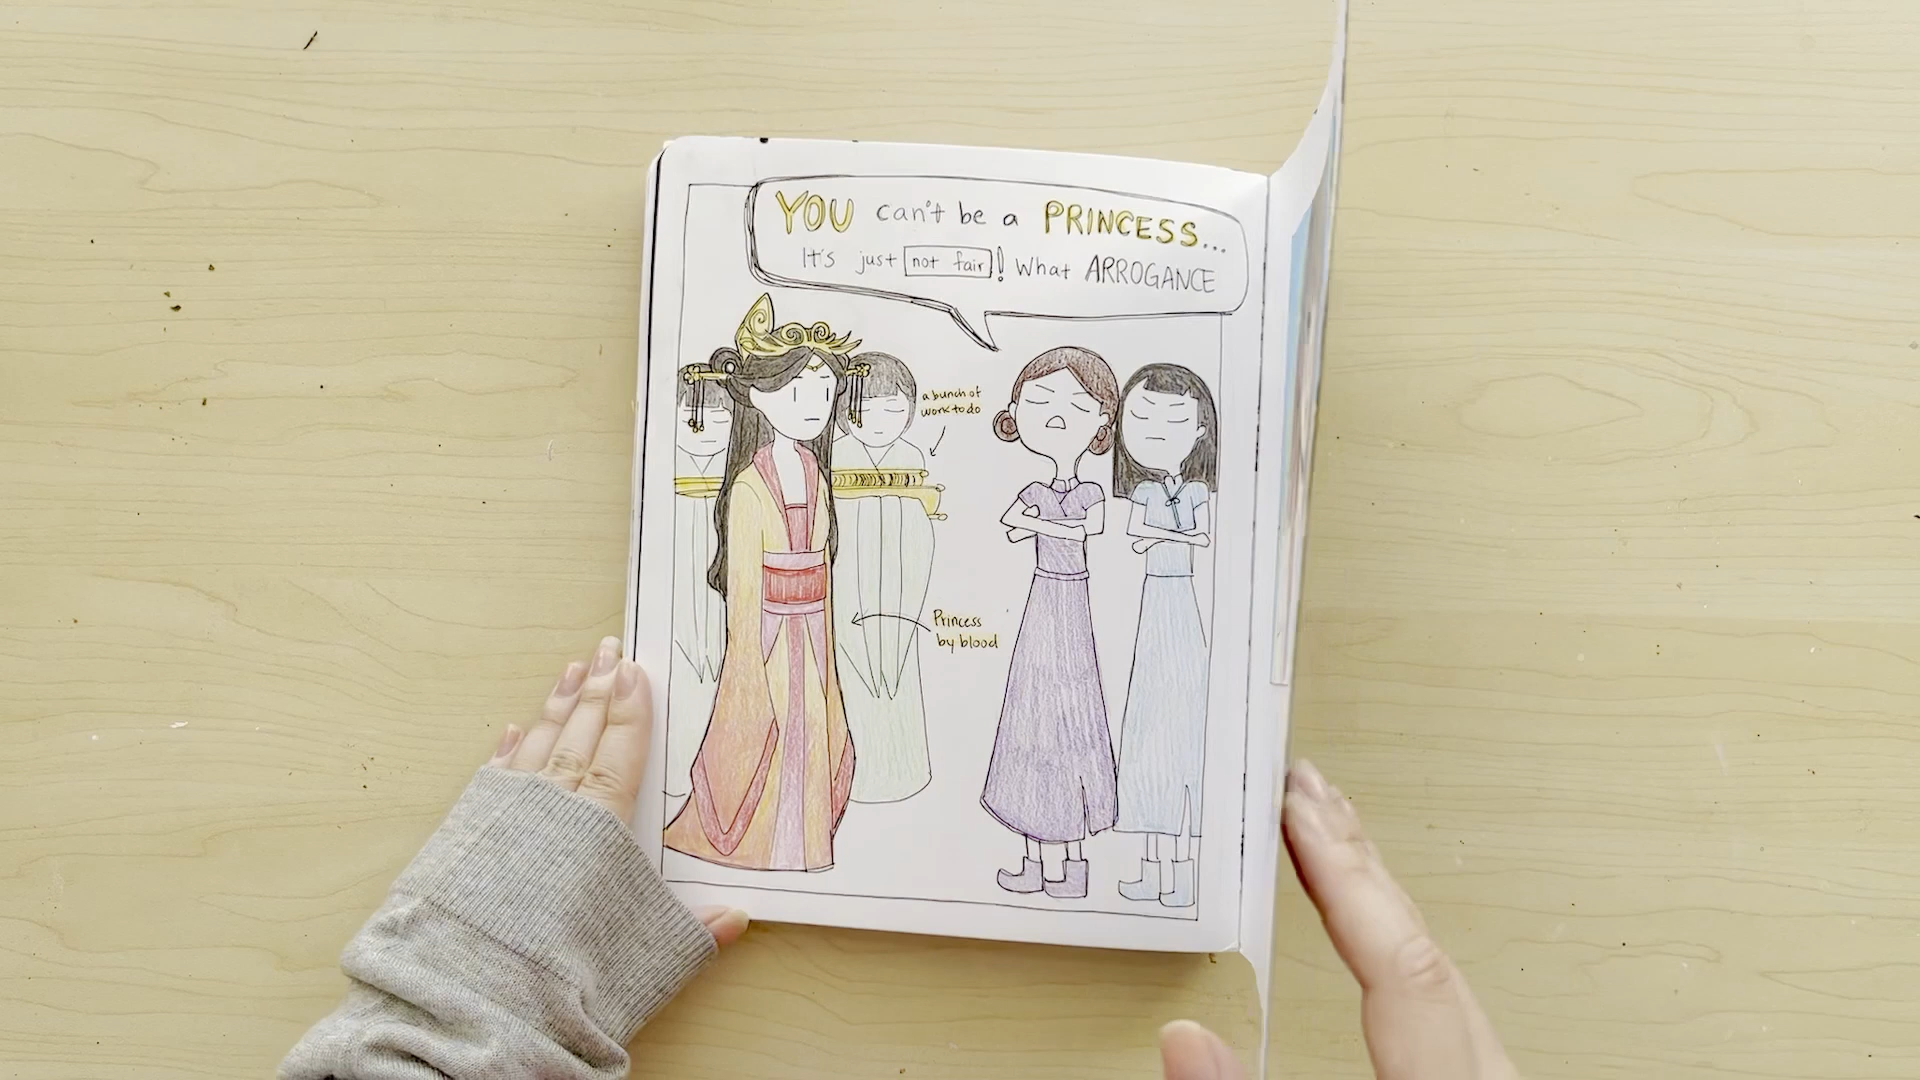 YOU can't be a PRINCESS...
It's just not fair! What ARROGANCE
a bunch of
work to do
Princess
by blood